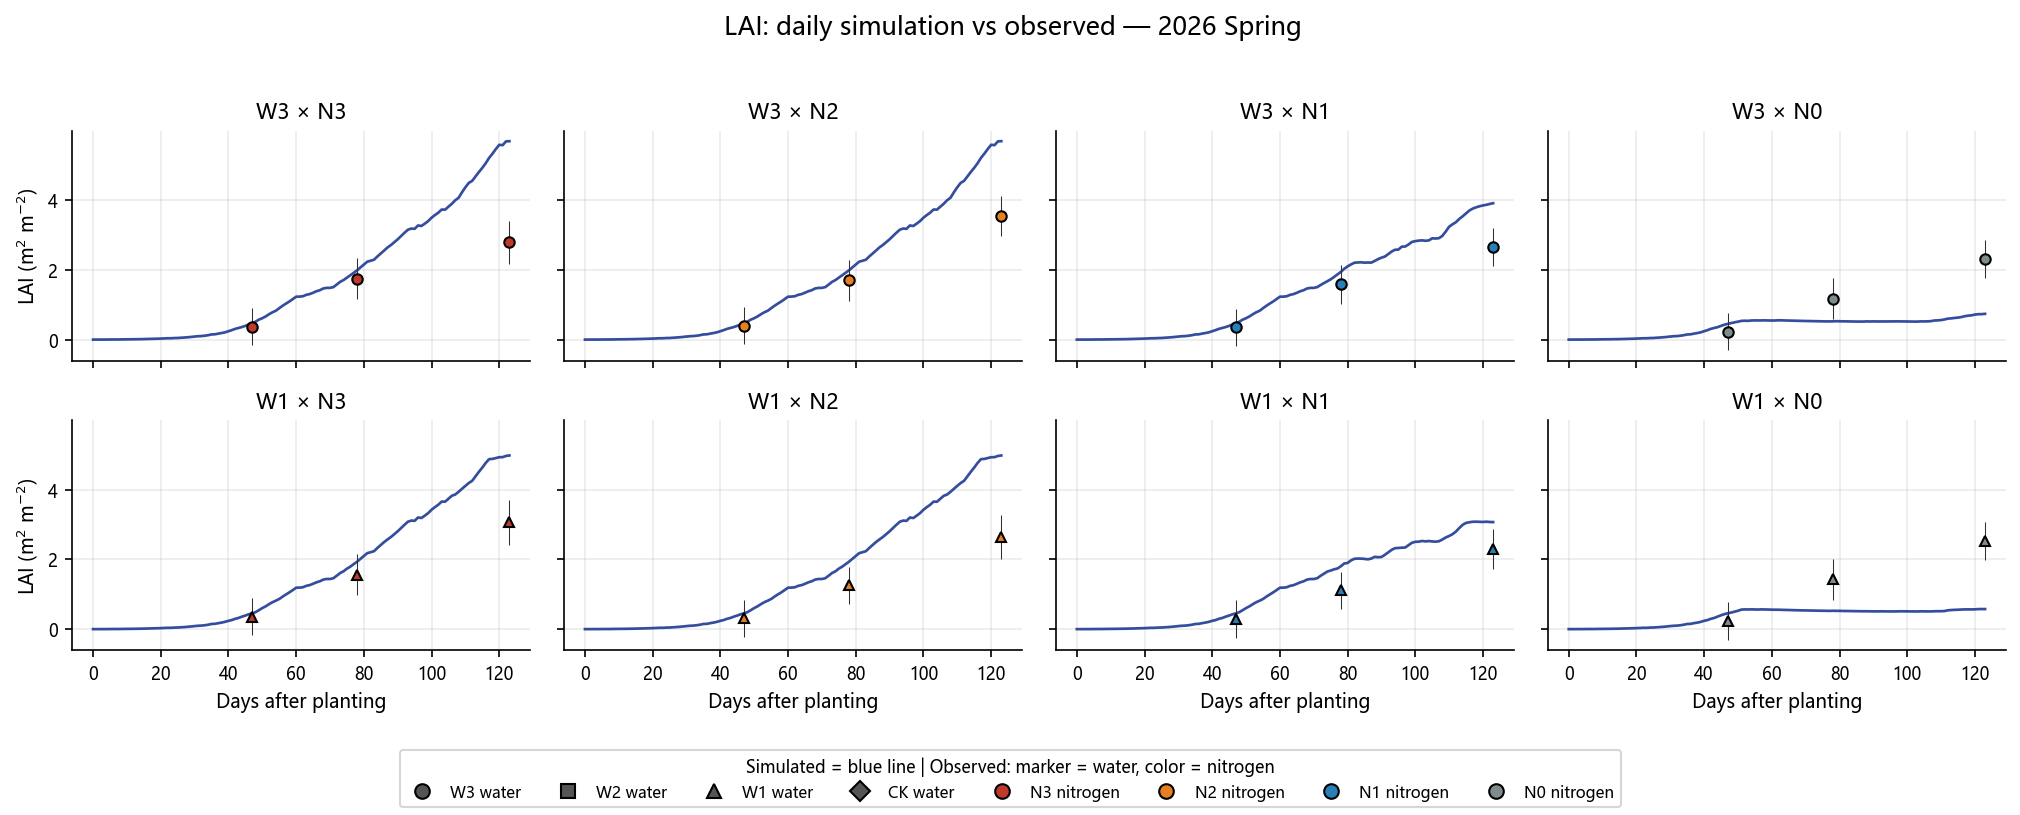 LAI: daily simulation vs observed — 2026 Spring
W3 × N3
W3 × N2
W3 × N1
W3 × N0
LAI (m² m⁻²)
4
2
0
W1 × N3
W1 × N2
W1 × N1
W1 × N0
LAI (m² m⁻²)
4
2
0
0 20 40 60 80 100 120
0 20 40 60 80 100 120
0 20 40 60 80 100 120
0 20 40 60 80 100 120
Days after planting
Days after planting
Days after planting
Days after planting
Simulated = blue line | Observed: marker = water, color = nitrogen
W3 water W2 water W1 water CK water N3 nitrogen N2 nitrogen N1 nitrogen N0 nitrogen